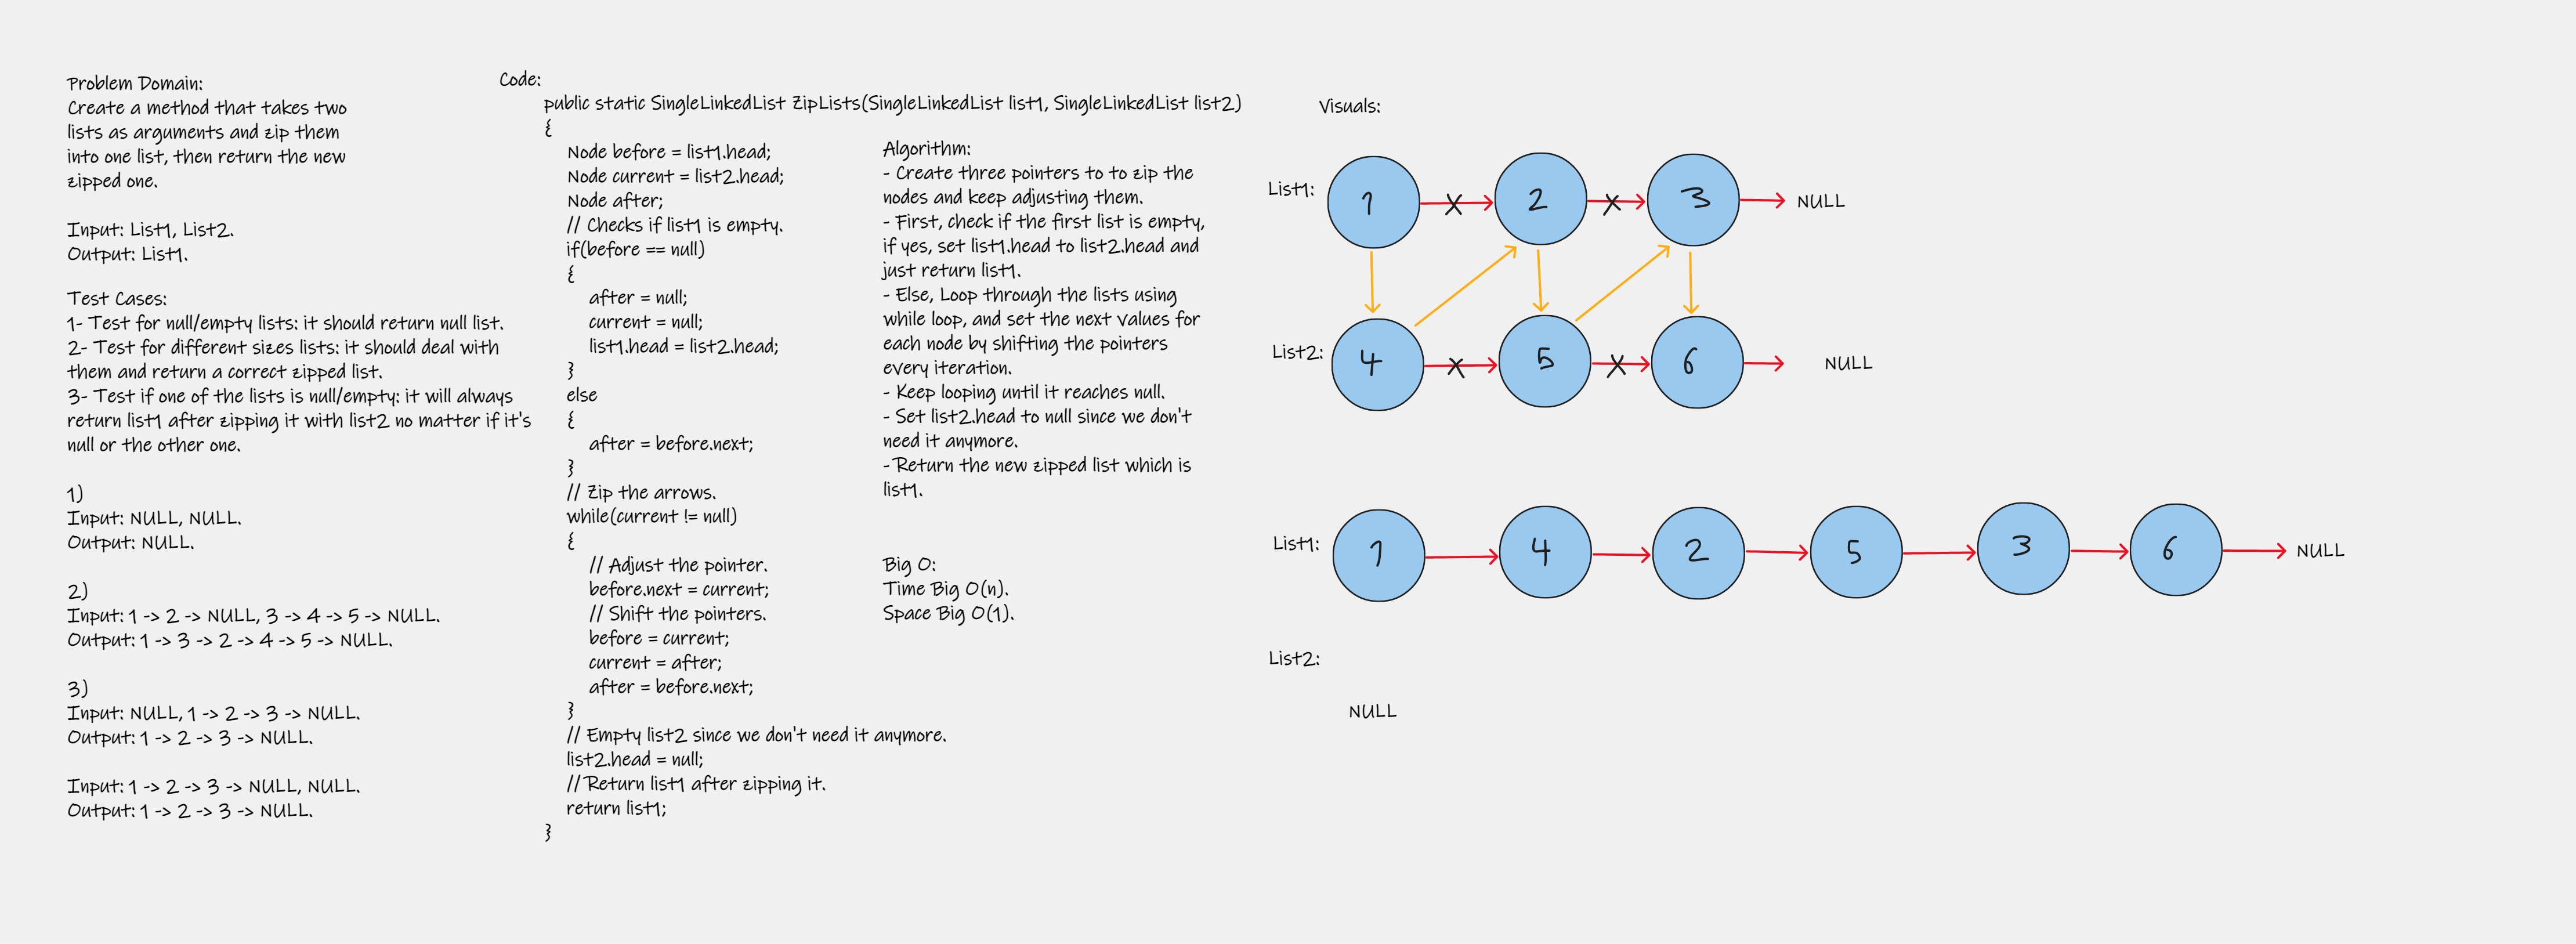 Problem Domain:
Create a method that takes two
lists as arguments and zip them
into one list, then return the new
zipped one.
Input: List1, List2.
Output: List1.
Test Cases:
1- Test for null/empty lists: it should return null list.
2- Test for different sizes lists: it should deal with
them and return a correct zipped list.
3- Test if one of the lists is null/empty: it will always
return list1 after zipping it with list2 no matter if it's
null or the other one.
1)
Input: NULL, NULL.
Output: NULL.
2)
Input: 1 -> 2 -> NULL, 3 -> 4 -> 5 -> NULL.
Output: 1 -> 3 -> 2 -> 4 -> 5 -> NULL.
3)
Input: NULL, 1 -> 2 -> 3 -> NULL.
Output: 1 -> 2 -> 3 -> NULL.
Input: 1 -> 2 -> 3 -> NULL, NULL.
Output: 1 -> 2 -> 3 -> NULL.
Code:
public static SingleLinkedList ZipLists(SingleLinkedList list1, SingleLinkedList list2)
{
Node before = list1.head;
Node current = list2.head;
Node after;
// Checks if list1 is empty.
if(before == null)
{
after = null;
current = null;
list1.head = list2.head;
}
else
{
after = before.next;
}
// Zip the arrows.
while(current != null)
{
// Adjust the pointer.
before.next = current;
// Shift the pointers.
before = current;
current = after;
after = before.next;
}
// Empty list2 since we don't need it anymore.
list2.head = null;
// Return list1 after zipping it.
return list1;
}
Algorithm:
- Create three pointers to to zip the
nodes and keep adjusting them.
- First, check if the first list is empty,
if yes, set list1.head to list2.head and
just return list1.
- Else, Loop through the lists using
while loop, and set the next values for
each node by shifting the pointers
every iteration.
- Keep looping until it reaches null.
- Set list2.head to null since we don't
need it anymore.
- Return the new zipped list which is
list1.
Big O:
Time Big O(n).
Space Big O(1).
Visuals:
List1: 1 X 2 X 3 NULL
List2: 4 X 5 X 6 NULL
List1: 1 4 2 5 3 6 NULL
List2:
NULL